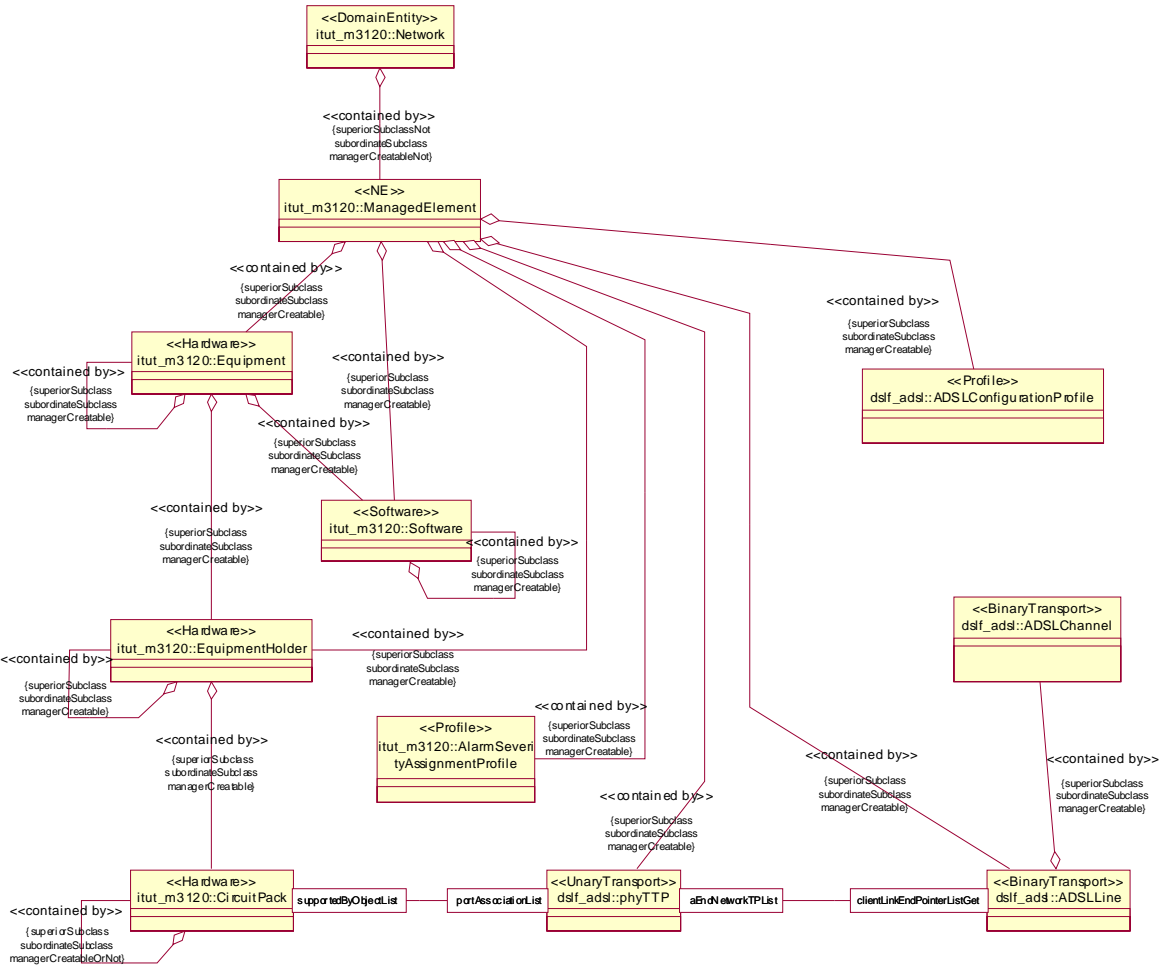 <<DomainEntity>>
itut_m3120::Network
<<contained by>>
{superiorSubclassNot
subordinateSubclass
managerCreatableNot}
<<NE>>
itut_m3120::ManagedElement
<<contained by>>
{superiorSubclass
subordinateSubclass
managerCreatable}
<<contained by>>
{superiorSubclass
subordinateSubclass
managerCreatable}
<<Hardware>>
itut_m3120::Equipment
<<contained by>>
{superiorSubclass
subordinateSubclass
managerCreatable}
<<contained by>>
{superiorSubclass
subordinateSubclass
managerCreatable}
<<Profile>>
dslf_adsl::ADSLConfigurationProfile
<<contained by>>
{superiorSubclass
subordinateSubclass
managerCreatable}
<<contained by>>
{superiorSubclass
subordinateSubclass
managerCreatable}
<<Software>>
itut_m3120::Software
<<contained by>>
{superiorSubclass
subordinateSubclass
managerCreatable}
<<BinaryTransport>>
dslf_adsl::ADSLChannel
<<Hardware>>
itut_m3120::EquipmentHolder
<<contained by>>
{superiorSubclass
subordinateSubclass
managerCreatable}
<<contained by>>
{superiorSubclass
subordinateSubclass
managerCreatable}
<<contained by>>
{superiorSubclass
subordinateSubclass
managerCreatable}
<<Profile>>
itut_m3120::AlarmSeveri
tyAssignmentProfile
<<contained by>>
{superiorSubclass
subordinateSubclass
managerCreatable}
<<contained by>>
{superiorSubclass
subordinateSubclass
managerCreatable}
<<contained by>>
{superiorSubclass
subordinateSubclass
managerCreatable}
<<contained by>>
{superiorSubclass
subordinateSubclass
managerCreatable}
<<Hardware>>
itut_m3120::CircuitPack
supportedByObjectList
portAssociationList
<<UnaryTransport>>
dslf_adsl::phyTTP
aEndNetworkTPList
clientLinkEndPointerListGet
<<BinaryTransport>>
dslf_adsl::ADSLLine
<<contained by>>
{superiorSubclass
subordinateSubclass
managerCreatableOrNot}